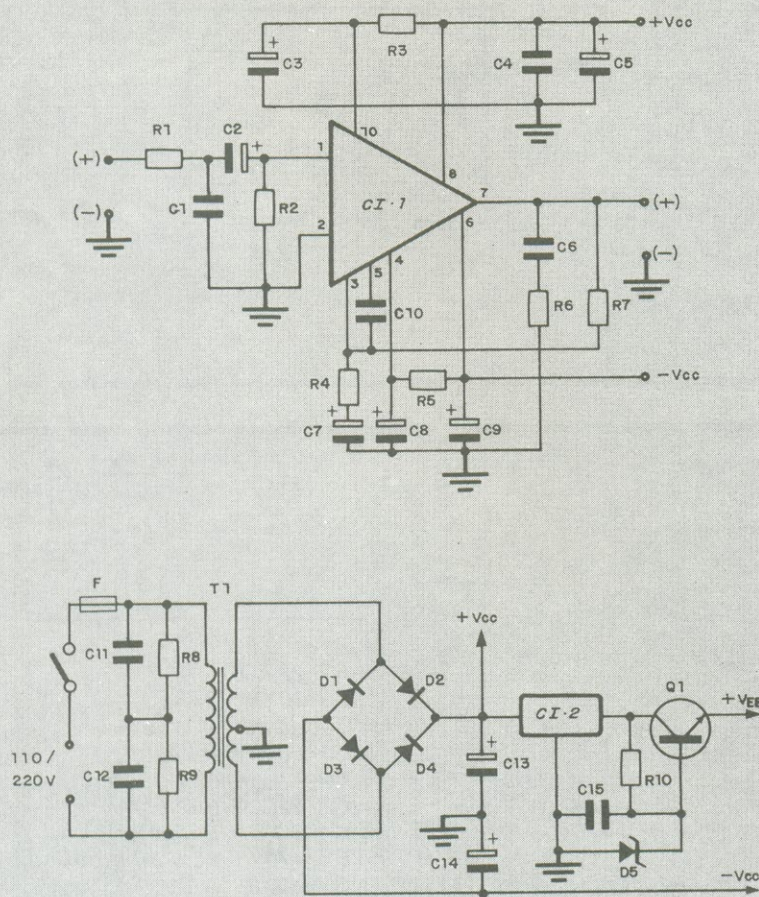 +Vcc
+
C3
R3
C4
+
C5
10
R1
C2
+
(+)
1
8
7
(+)
CI·1
(-)
C1
R2
2
6
C6
(-)
4
5
3
C10
R6
R7
R4
R5
-Vcc
+
C7
+
C8
+
C9
F
T1
+Vcc
C11
R8
D1
D2
Q1
CI·2
+VEE
110/
220V
C12
R9
D3
D4
+
C13
C15
R10
+
C14
D5
-Vcc